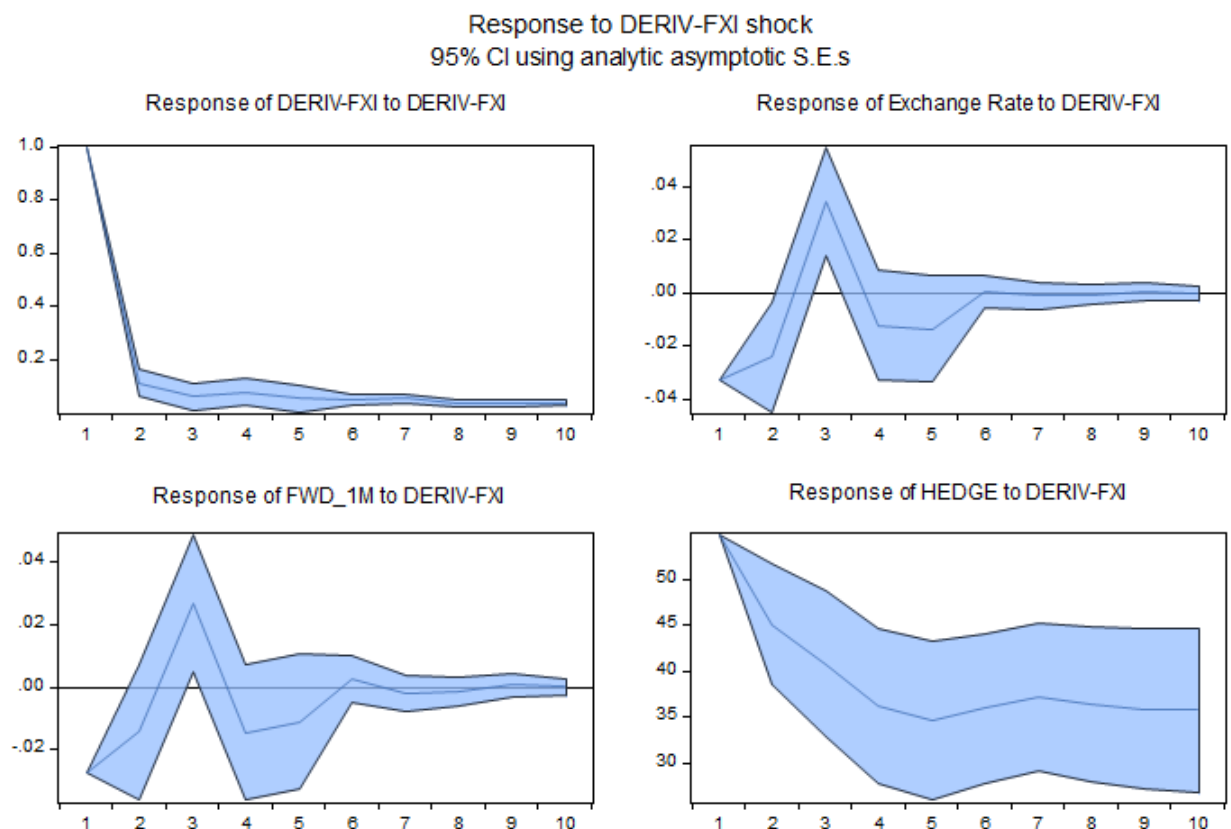 Response to DERIV-FXI shock
95% CI using analytic asymptotic S.E.s
Response of DERIV-FXI to DERIV-FXI
1.0
0.8
0.6
0.4
0.2
1 2 3 4 5 6 7 8 9 10
Response of Exchange Rate to DERIV-FXI
.04
.02
.00
-.02
-.04
1 2 3 4 5 6 7 8 9 10
Response of FWD_1M to DERIV-FXI
.04
.02
.00
-.02
1 2 3 4 5 6 7 8 9 10
Response of HEDGE to DERIV-FXI
50
45
40
35
30
1 2 3 4 5 6 7 8 9 10